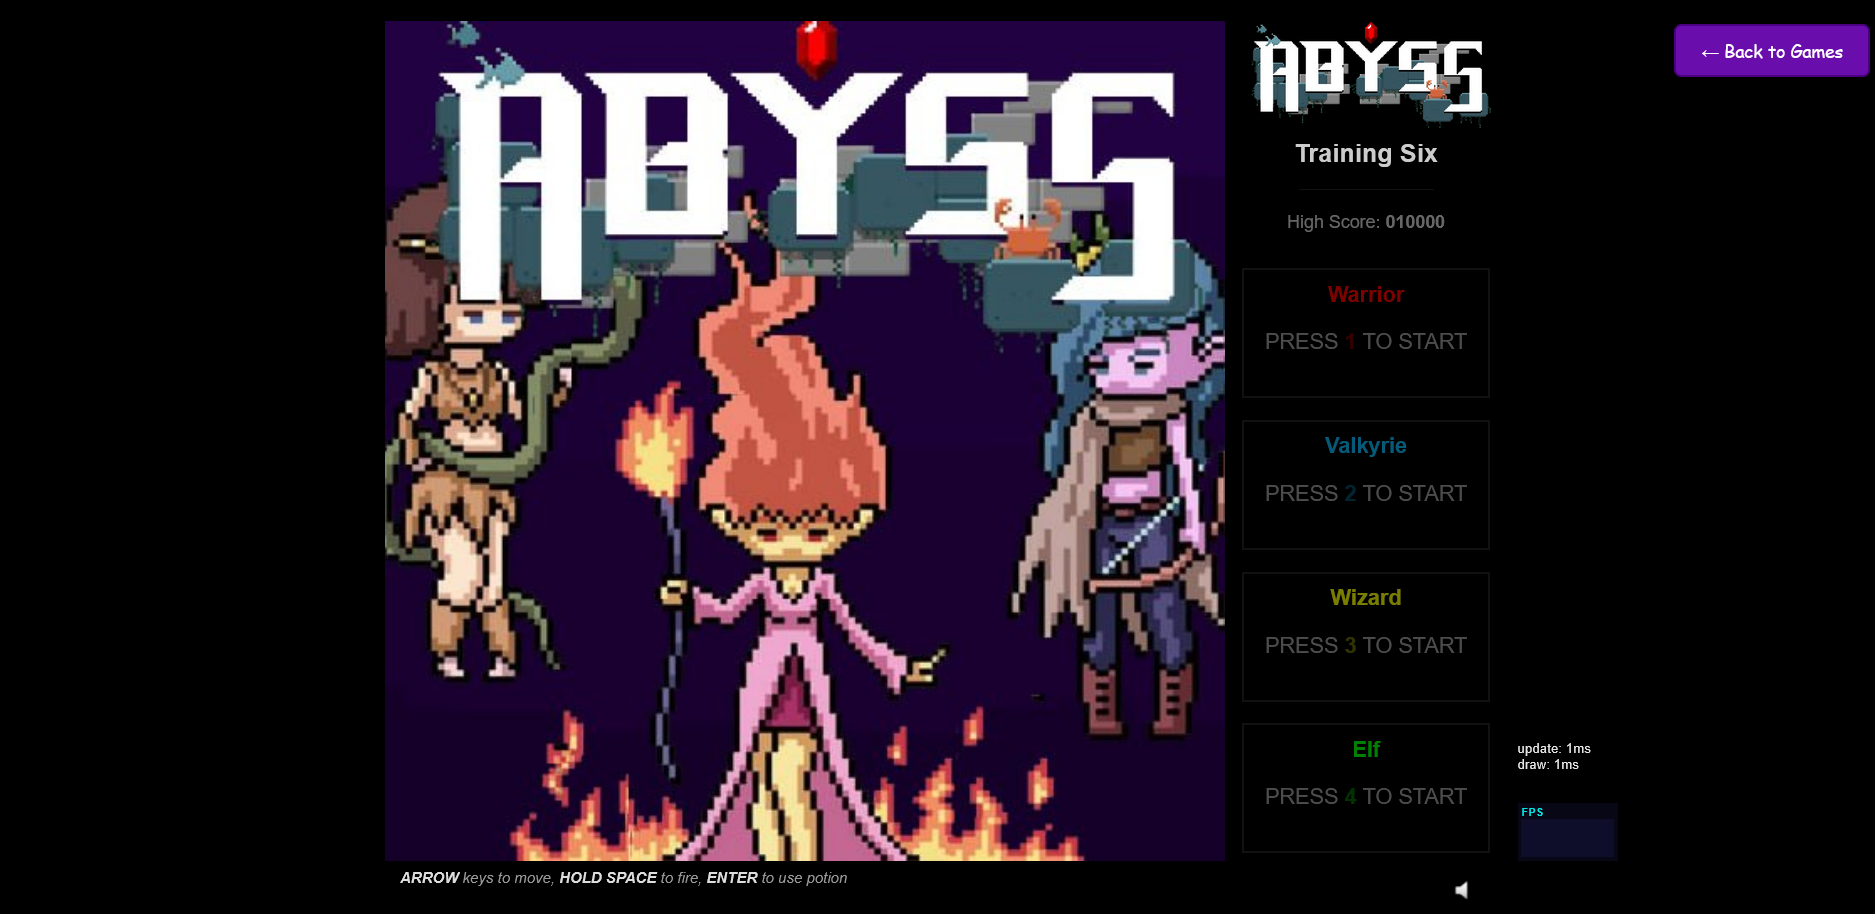 ABYSS
ABYSS
← Back to Games
Training Six
High Score: 010000
Warrior
PRESS 1 TO START
Valkyrie
PRESS 2 TO START
Wizard
PRESS 3 TO START
Elf
PRESS 4 TO START
update: 1ms
draw: 1ms
FPS
ARROW keys to move, HOLD SPACE to fire, ENTER to use potion